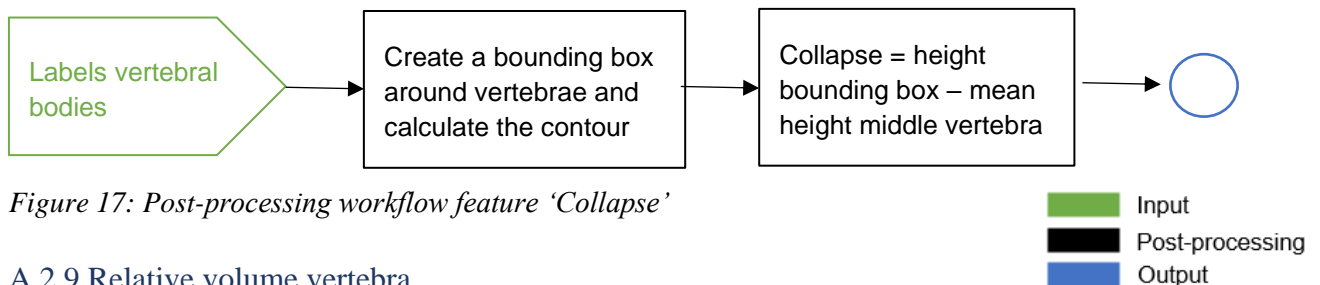 Labels vertebral
bodies
Create a bounding box
around vertebrae and
calculate the contour
Collapse = height
bounding box – mean
height middle vertebra
Figure 17: Post-processing workflow feature ‘Collapse’
Input
Post-processing
Output
A.2.9 Relative volume vertebra